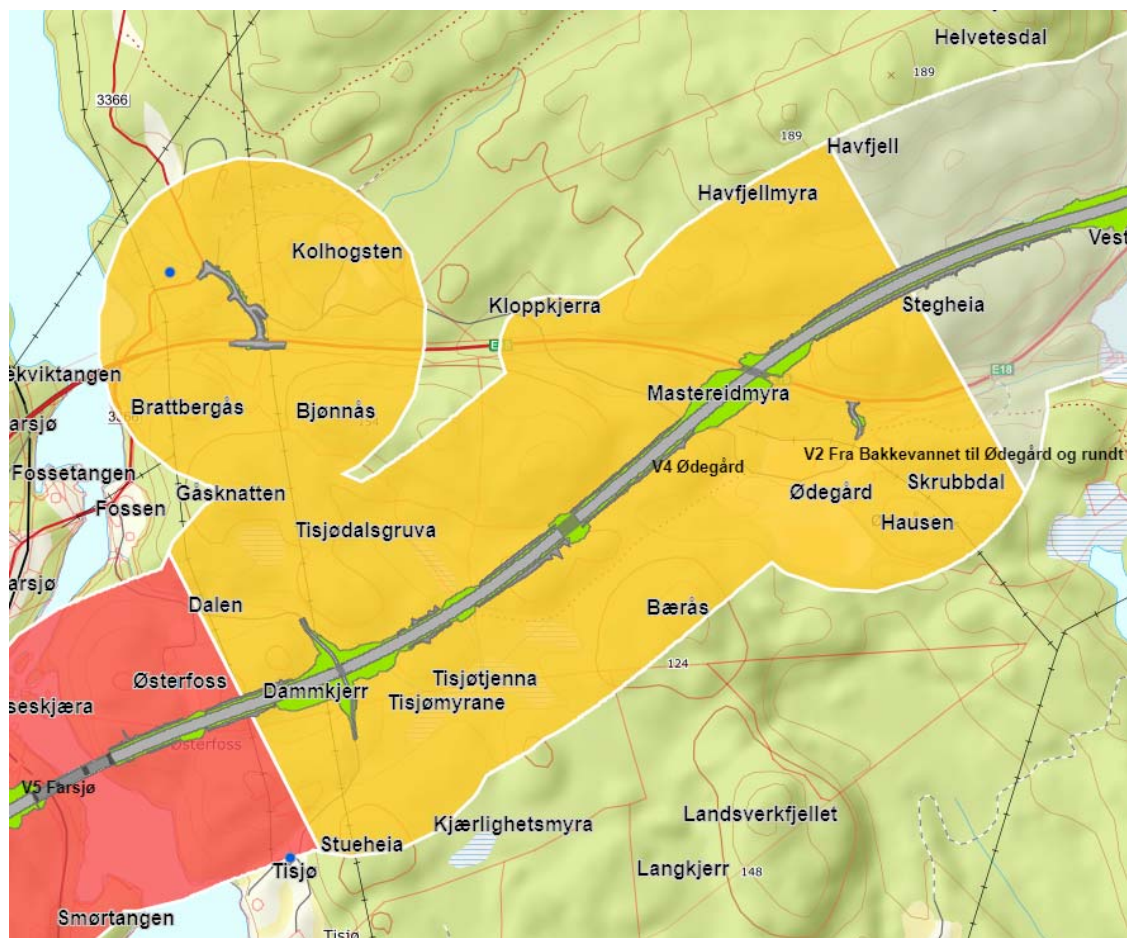 Helvetesdal
189
3366
189
Havfjell
Havfjellmyra
Vest
Kolhogsten
Kloppkjerra
Stegheia
E18
ekviktangen
Mastereidmyra
Brattbergås
Bjønnås
arsjø
V2 Fra Bakkevannet til Ødegård og rundt
V4 Ødegård
Fossetangen
Skrubbdal
Gåsknatten
Ødegård
Fossen
Hausen
Tisjødalsgruva
arsjø
Dalen
Bærås
124
Østerfoss
Tisjøtjenna
Dammkjerr
Tisjømyrane
seskjæra
Østerfoss
V5 Farsjø
Landsverkfjellet
Kjærlighetsmyra
Stueheia
Tisjø
Langkjerr
148
Smørtangen
Tisjø